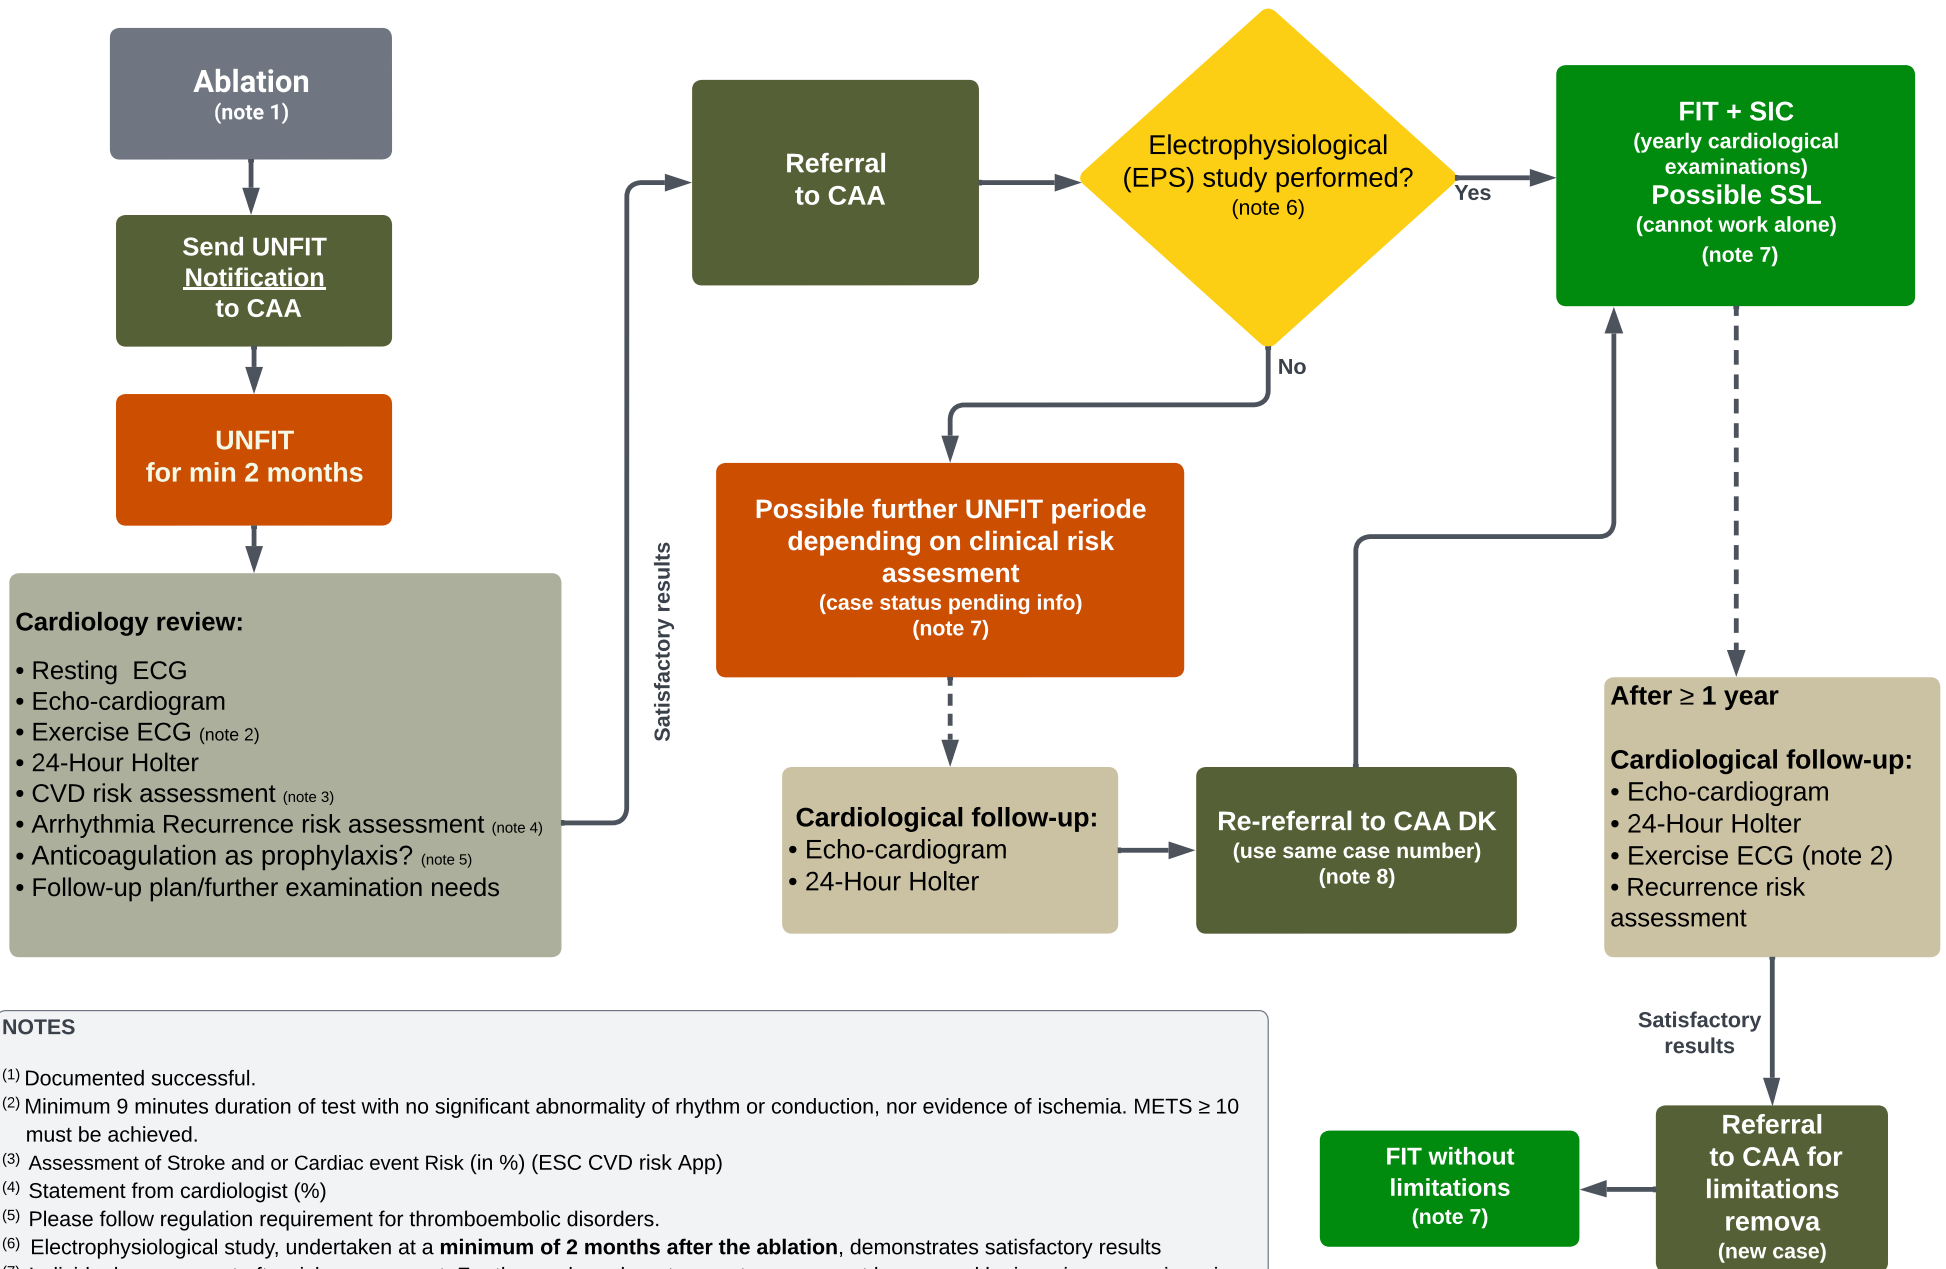 Ablation
(note 1)
Send UNFIT
Notification
to CAA
UNFIT
for min 2 months
Cardiology review:
• Resting ECG
• Echo-cardiogram
• Exercise ECG (note 2)
• 24-Hour Holter
• CVD risk assessment (note 3)
• Arrhythmia Recurrence risk assessment (note 4)
• Anticoagulation as prophylaxis? (note 5)
• Follow-up plan/further examination needs
Satisfactory results
Referral
to CAA
Electrophysiological
(EPS) study performed?
(note 6)
Yes
No
FIT + SIC
(yearly cardiological
examinations)
Possible SSL
(cannot work alone)
(note 7)
Possible further UNFIT periode
depending on clinical risk
assesment
(case status pending info)
(note 7)
Cardiological follow-up:
• Echo-cardiogram
• 24-Hour Holter
Re-referral to CAA DK
(use same case number)
(note 8)
After ≥ 1 year
Cardiological follow-up:
• Echo-cardiogram
• 24-Hour Holter
• Exercise ECG (note 2)
• Recurrence risk
assessment
Satisfactory
results
Referral
to CAA for
limitations
remova
(new case)
FIT without
limitations
(note 7)
NOTES
(1) Documented successful.
(2) Minimum 9 minutes duration of test with no significant abnormality of rhythm or conduction, nor evidence of ischemia. METS ≥ 10
must be achieved.
(3) Assessment of Stroke and or Cardiac event Risk (in %) (ESC CVD risk App)
(4) Statement from cardiologist (%)
(5) Please follow regulation requirement for thromboembolic disorders.
(6) Electrophysiological study, undertaken at a minimum of 2 months after the ablation, demonstrates satisfactory results